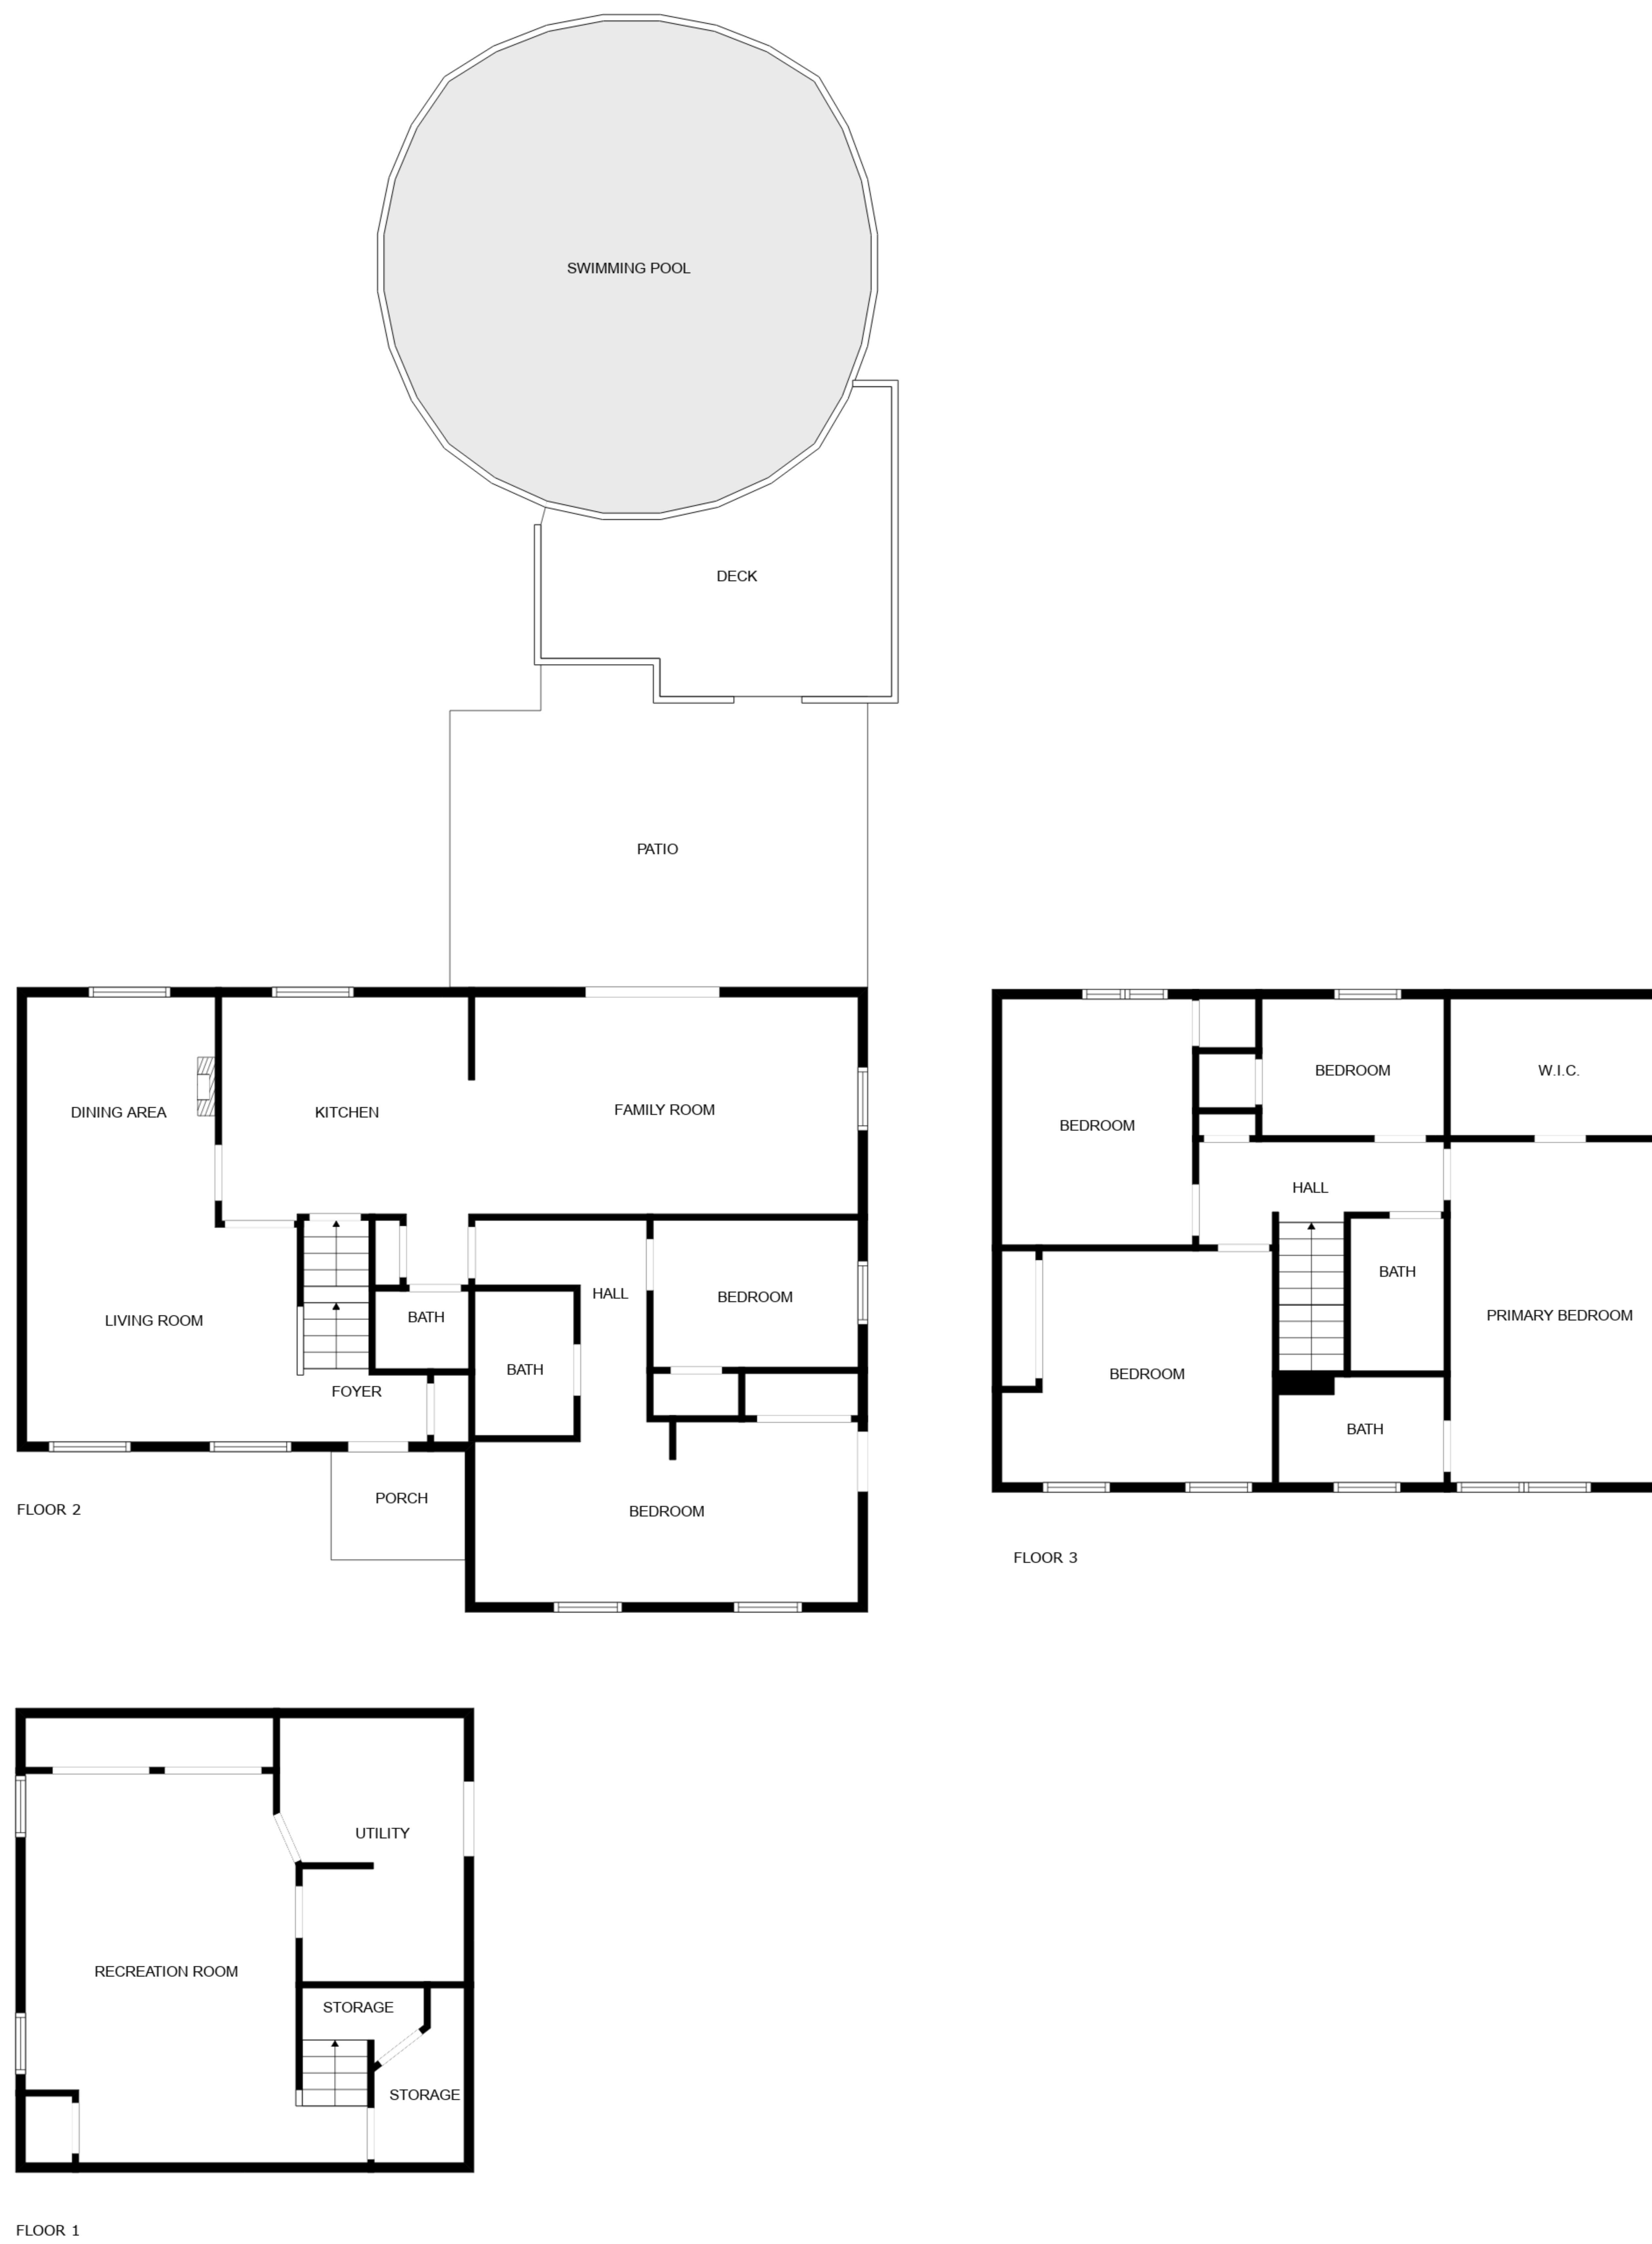 SWIMMING POOL
DECK
PATIO
DINING AREA
KITCHEN
FAMILY ROOM
LIVING ROOM
BATH
HALL
BEDROOM
BATH
FOYER
PORCH
BEDROOM
FLOOR 2
BEDROOM
BEDROOM
W.I.C.
HALL
BATH
PRIMARY BEDROOM
BEDROOM
BATH
FLOOR 3
UTILITY
RECREATION ROOM
STORAGE
STORAGE
FLOOR 1